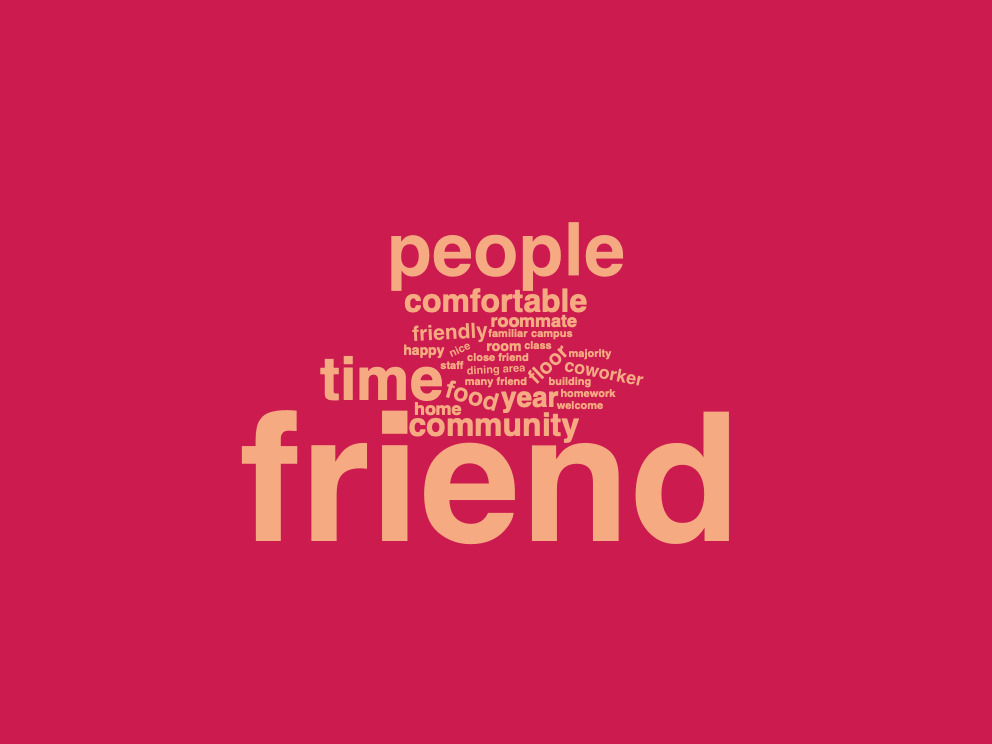 people
comfortable
roommate
friendly
familiar campus
happy
nice
room
class
close friend
majority
time
staff
dining area
floor
coworker
many friend
building
food
year
homework
home
welcome
community
friend